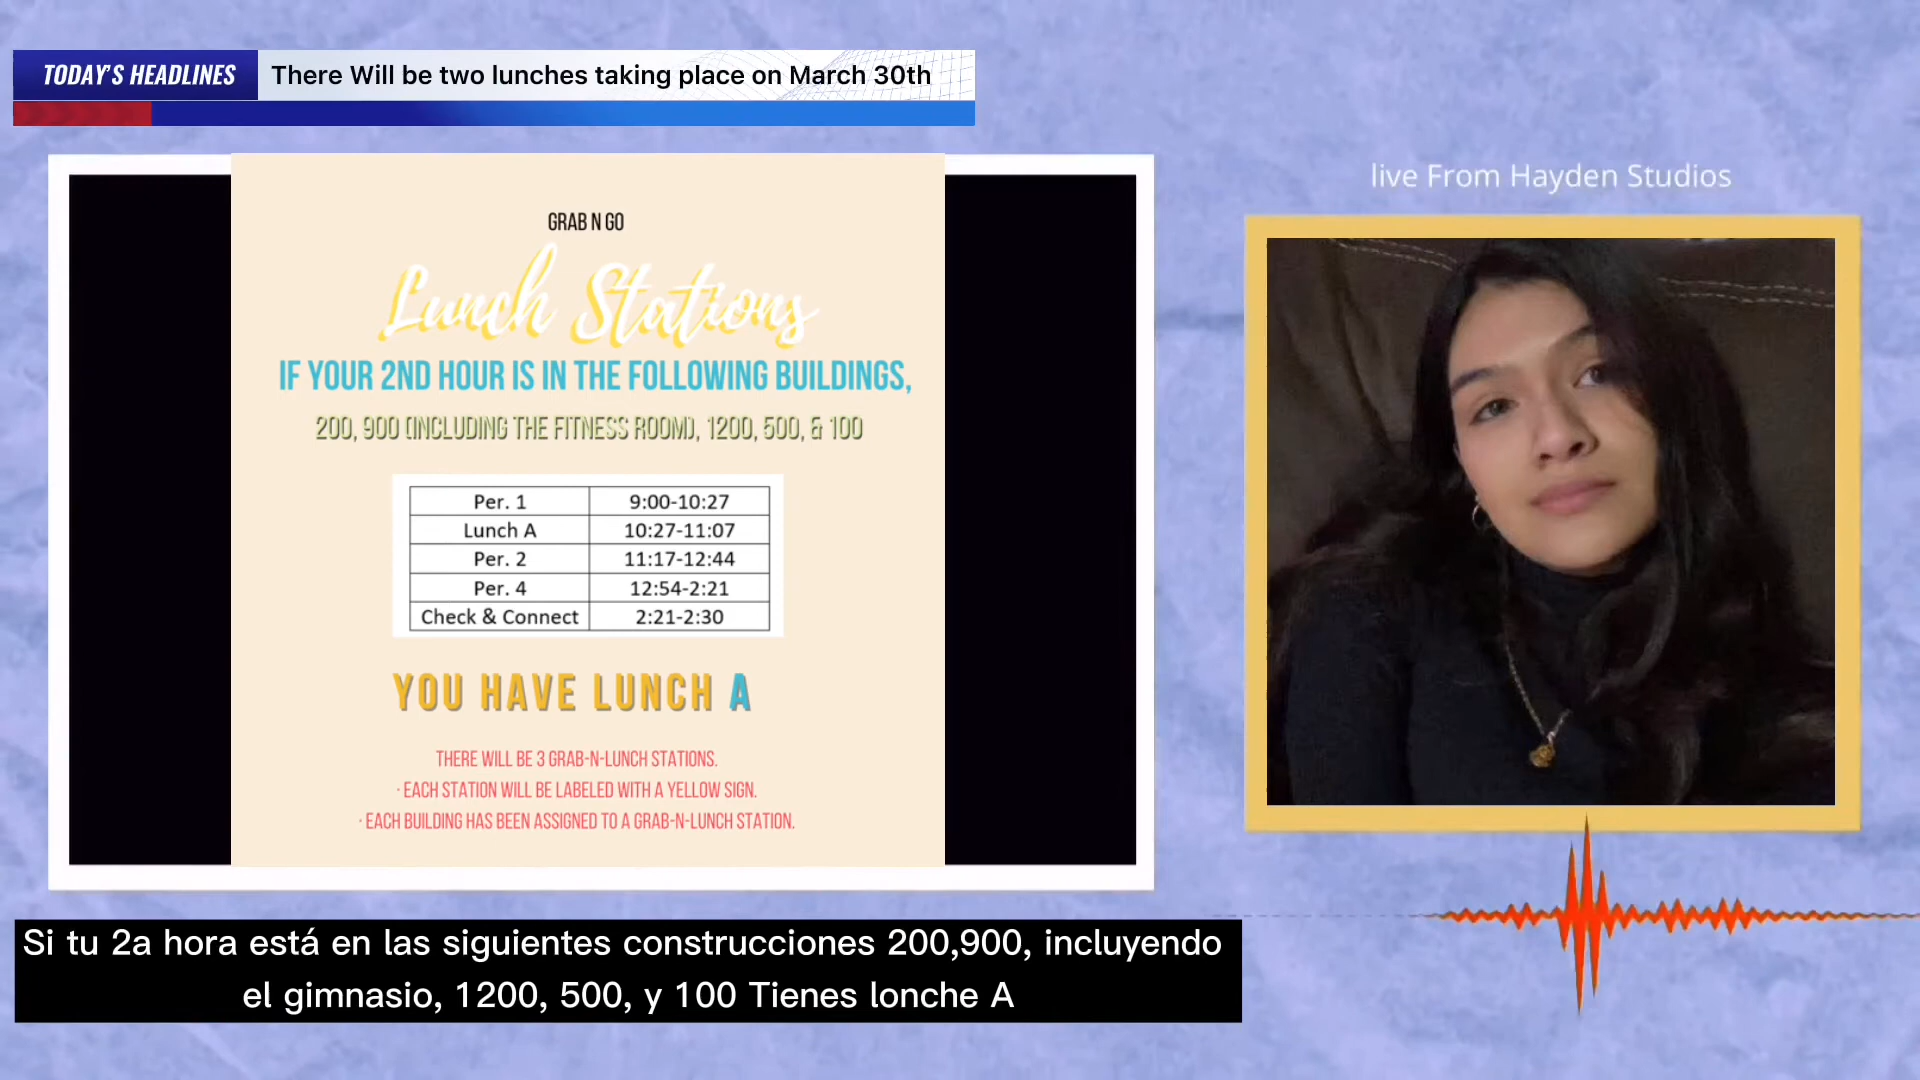 TODAY'S HEADLINES
There Will be two lunches taking place on March 30th
live From Hayden Studios
GRAB N GO
Lunch Stations
IF YOUR 2ND HOUR IS IN THE FOLLOWING BUILDINGS,
200, 900 (INCLUDING THE FITNESS ROOM), 1200, 500, & 100
Per. 1 9:00-10:27
Lunch A 10:27-11:07
Per. 2 11:17-12:44
Per. 4 12:54-2:21
Check & Connect 2:21-2:30
YOU HAVE LUNCH A
THERE WILL BE 3 GRAB-N-LUNCH STATIONS.
· EACH STATION WILL BE LABELED WITH A YELLOW SIGN.
· EACH BUILDING HAS BEEN ASSIGNED TO A GRAB-N-LUNCH STATION.
Si tu 2a hora está en las siguientes construcciones 200,900, incluyendo
el gimnasio, 1200, 500, y 100 Tienes lonche A